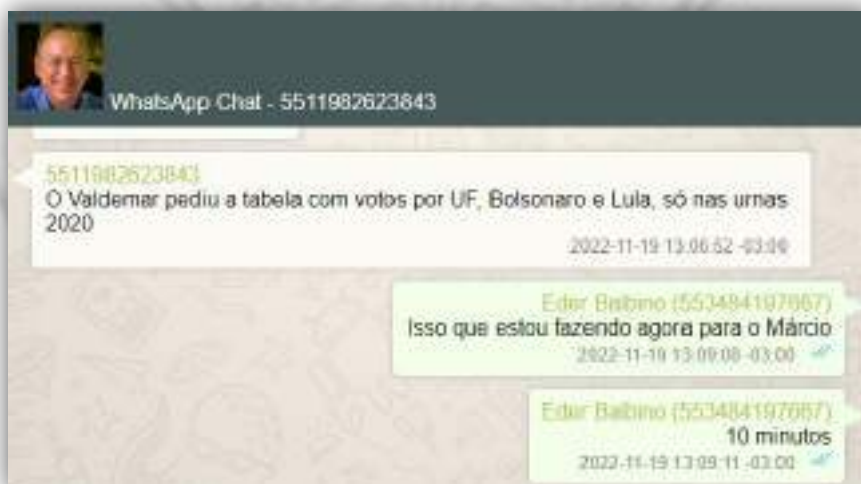 WhatsApp Chat - 5511982623843
5511982623843
O Valdemar pediu a tabela com votos por UF, Bolsonaro e Lula, só nas urnas
2020
2022-11-19 13:06:52 -03:00
Eder Balbino (553484197667)
Isso que estou fazendo agora para o Márcio
2022-11-19 13:09:08 -03:00
Eder Balbino (553484197667)
10 minutos
2022-11-19 13:09:11 -03:00